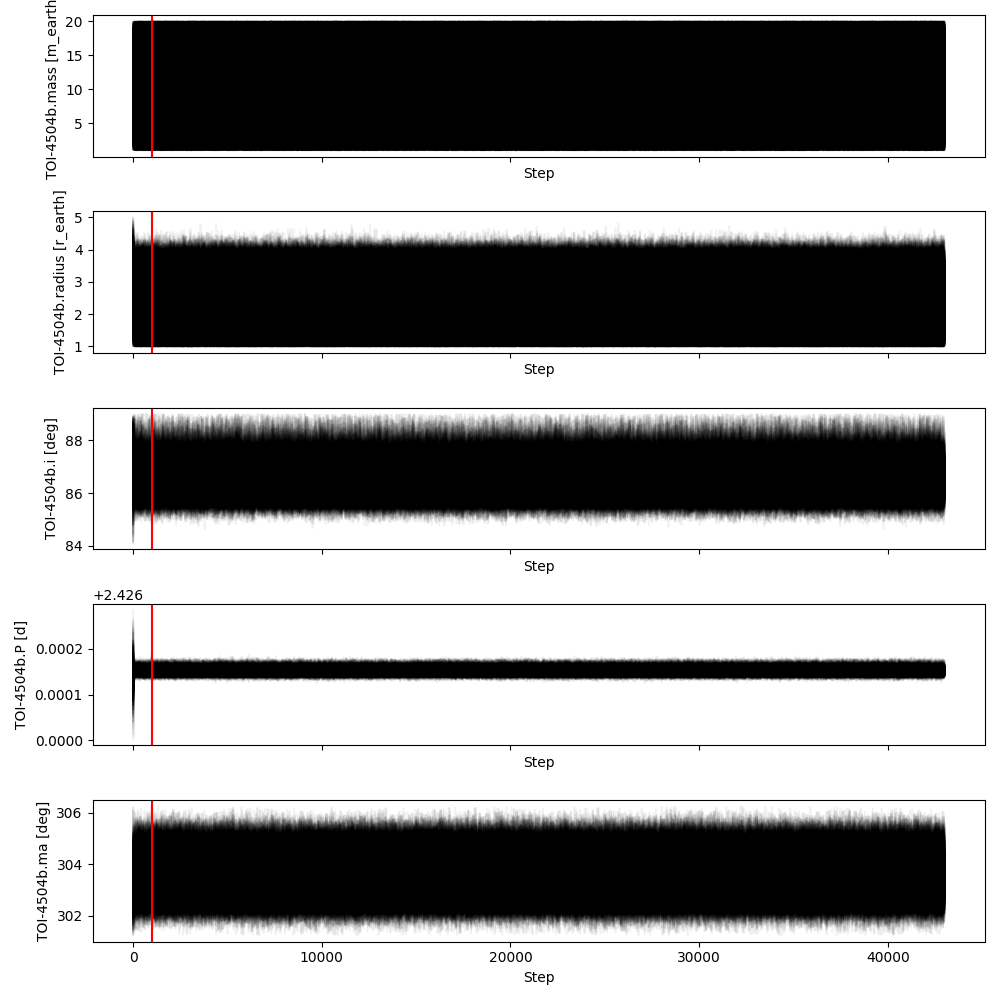 TOI-4504b.mass [m_earth
20
15
10
5
Step
TOI-4504b.radius [r_earth]
5
4
3
2
1
Step
TOI-4504b.i [deg]
88
86
84
Step
+2.426
TOI-4504b.P [d]
0.0002
0.0001
0.0000
Step
TOI-4504b.ma [deg]
306
304
302
0 10000 20000 30000 40000
Step